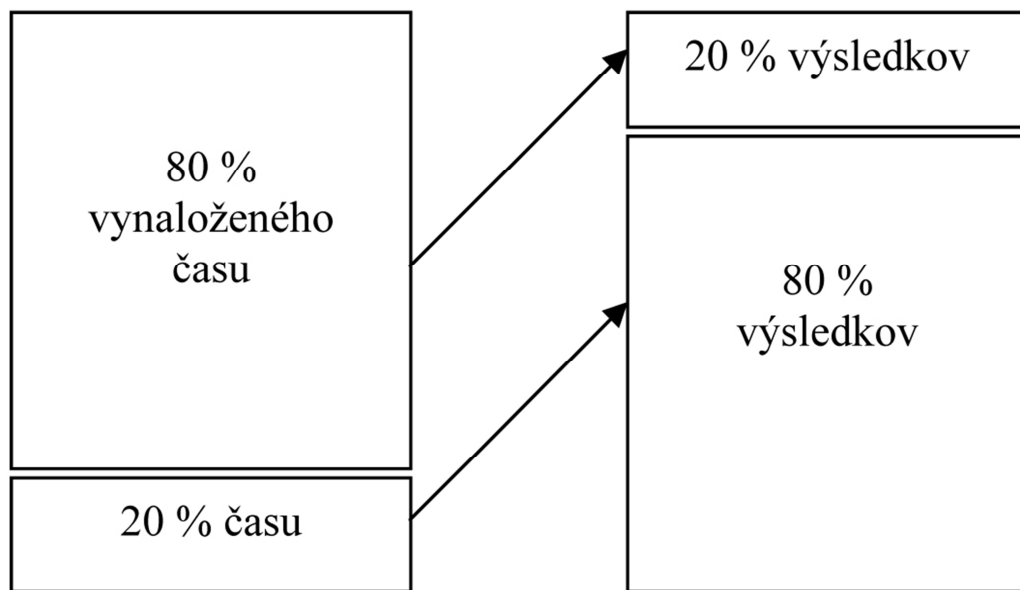 80 %
vynaloženého
času
20 % času
20 % výsledkov
80 %
výsledkov